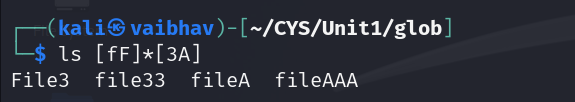 ┌──(kali㉿vaibhav)-[~/CYS/Unit1/glob]
└─$ ls [fF]*[3A]
File3  file33  fileA  fileAAA